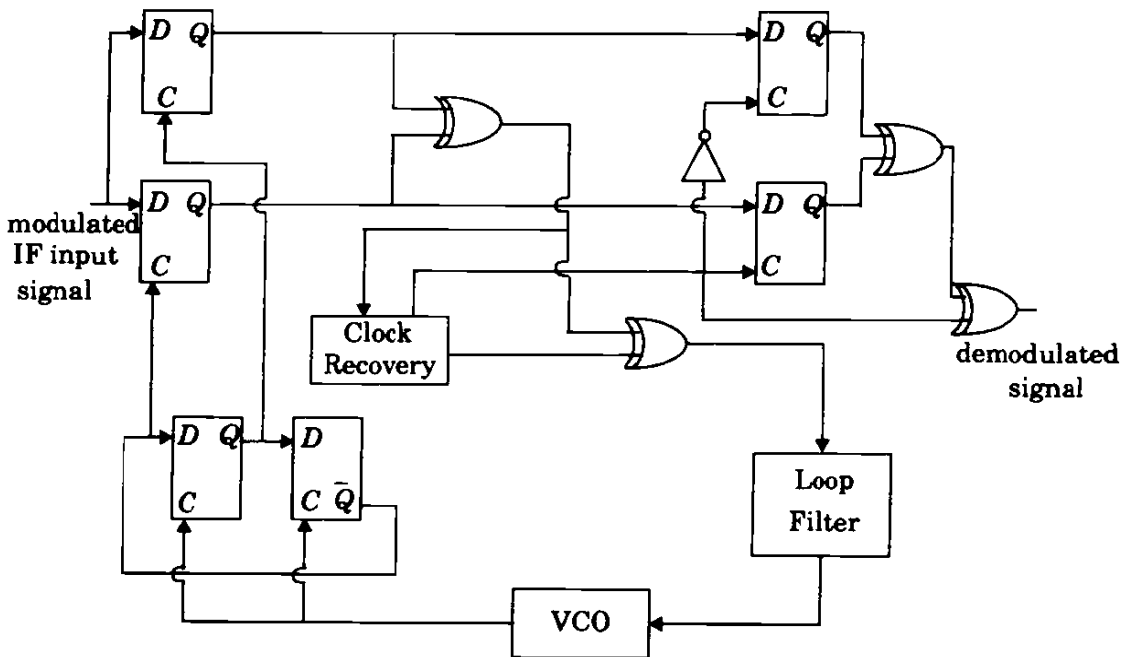 D Q
C
D Q
C
D Q
C
D Q
C
modulated
IF input
signal
Clock
Recovery
demodulated
signal
D Q
C
D
C Q̄
Loop
Filter
VCO